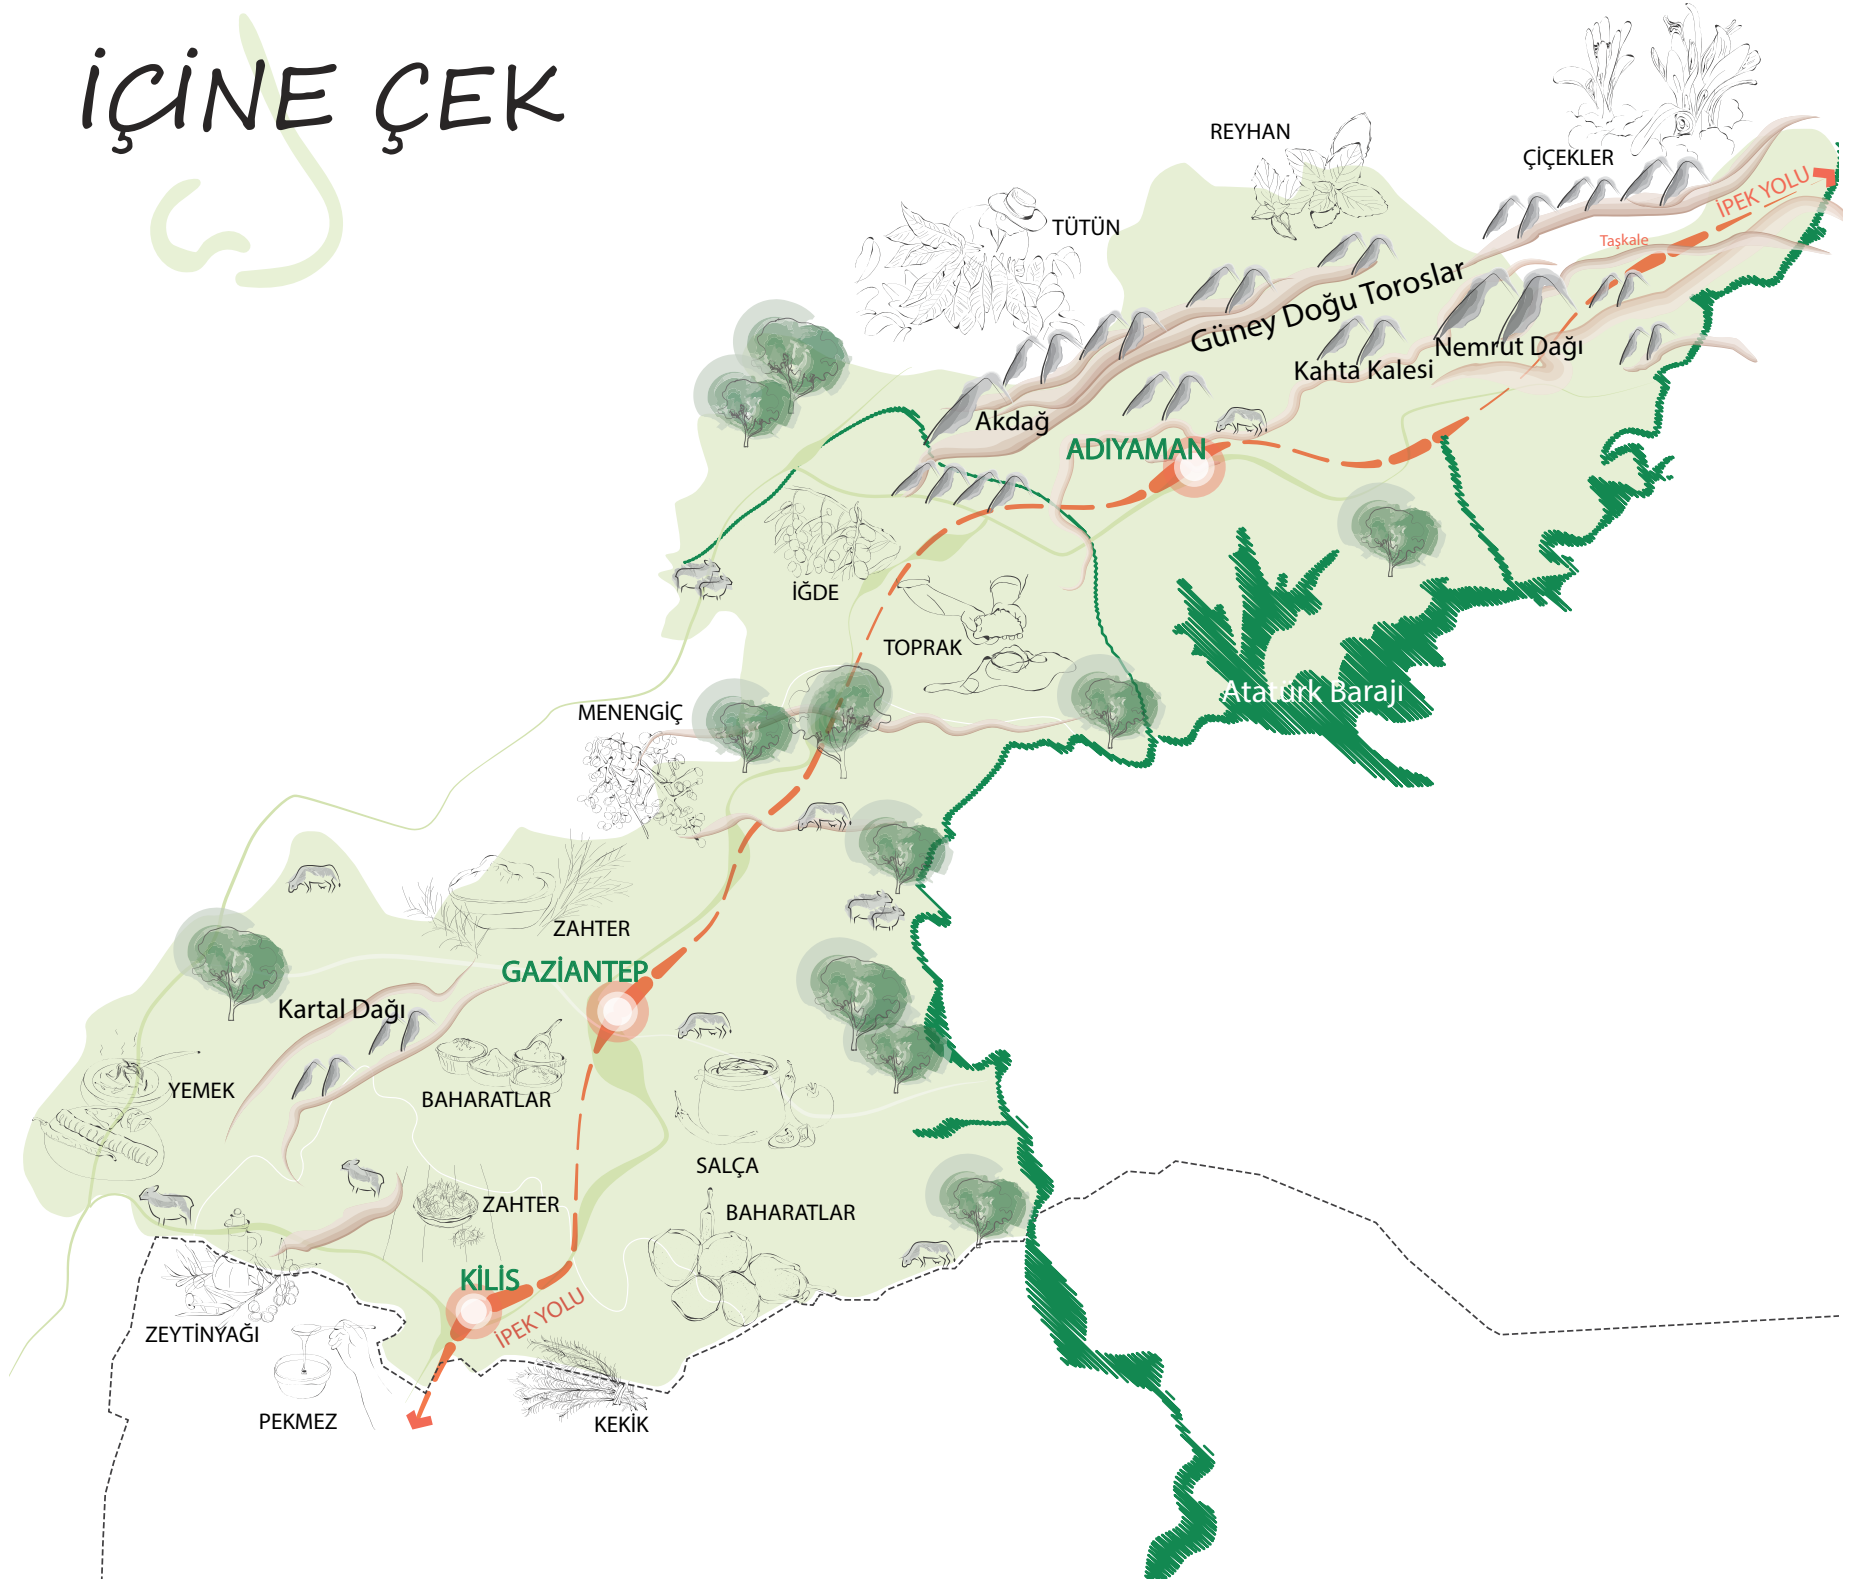 İÇİNE ÇEK
REYHAN
ÇİÇEKLER
İPEK YOLU
TÜTÜN
Taşkale
Güney Doğu Toroslar
Nemrut Dağı
Kahta Kalesi
Akdağ
ADIYAMAN
İĞDE
TOPRAK
Atatürk Barajı
MENENGİÇ
ZAHTER
GAZİANTEP
Kartal Dağı
YEMEK
BAHARATLAR
SALÇA
ZAHTER
BAHARATLAR
KİLİS
İPEK YOLU
ZEYTİNYAĞI
PEKMEZ
KEKİK